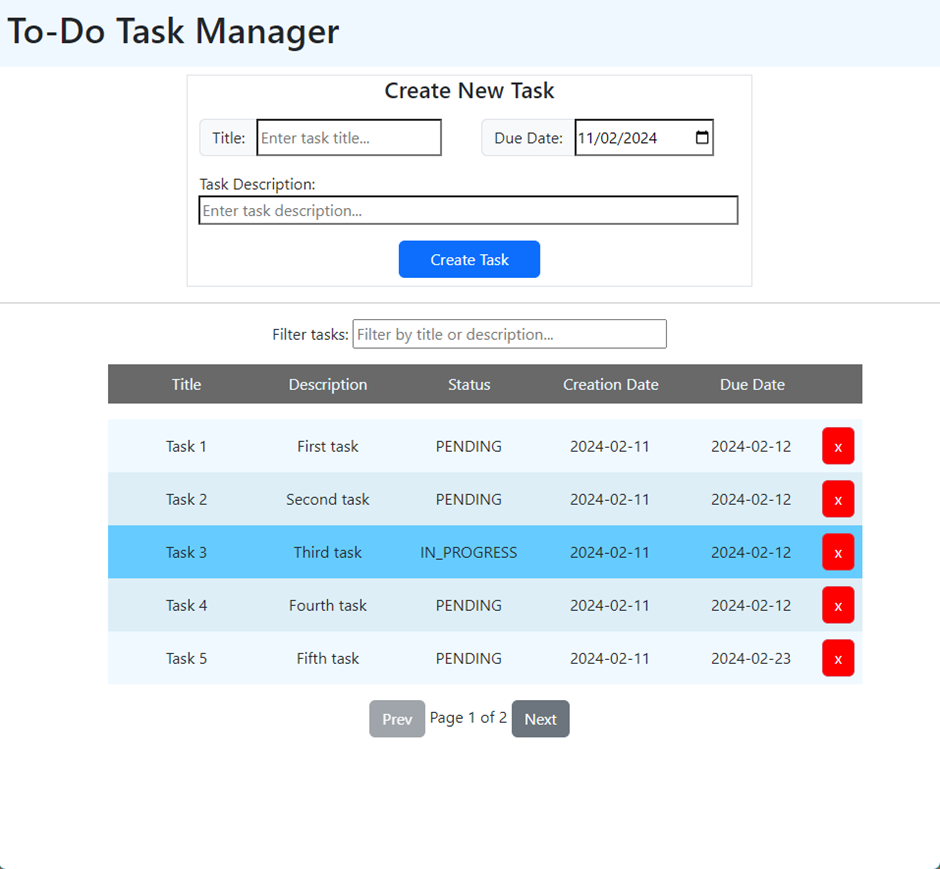 To-Do Task Manager
Create New Task
Title: Enter task title... Due Date: 11/02/2024
Task Description:
Enter task description...
Create Task
Filter tasks: Filter by title or description...
Title Description Status Creation Date Due Date
Task 1 First task PENDING 2024-02-11 2024-02-12 x
Task 2 Second task PENDING 2024-02-11 2024-02-12 x
Task 3 Third task IN_PROGRESS 2024-02-11 2024-02-12 x
Task 4 Fourth task PENDING 2024-02-11 2024-02-12 x
Task 5 Fifth task PENDING 2024-02-11 2024-02-23 x
Prev Page 1 of 2 Next